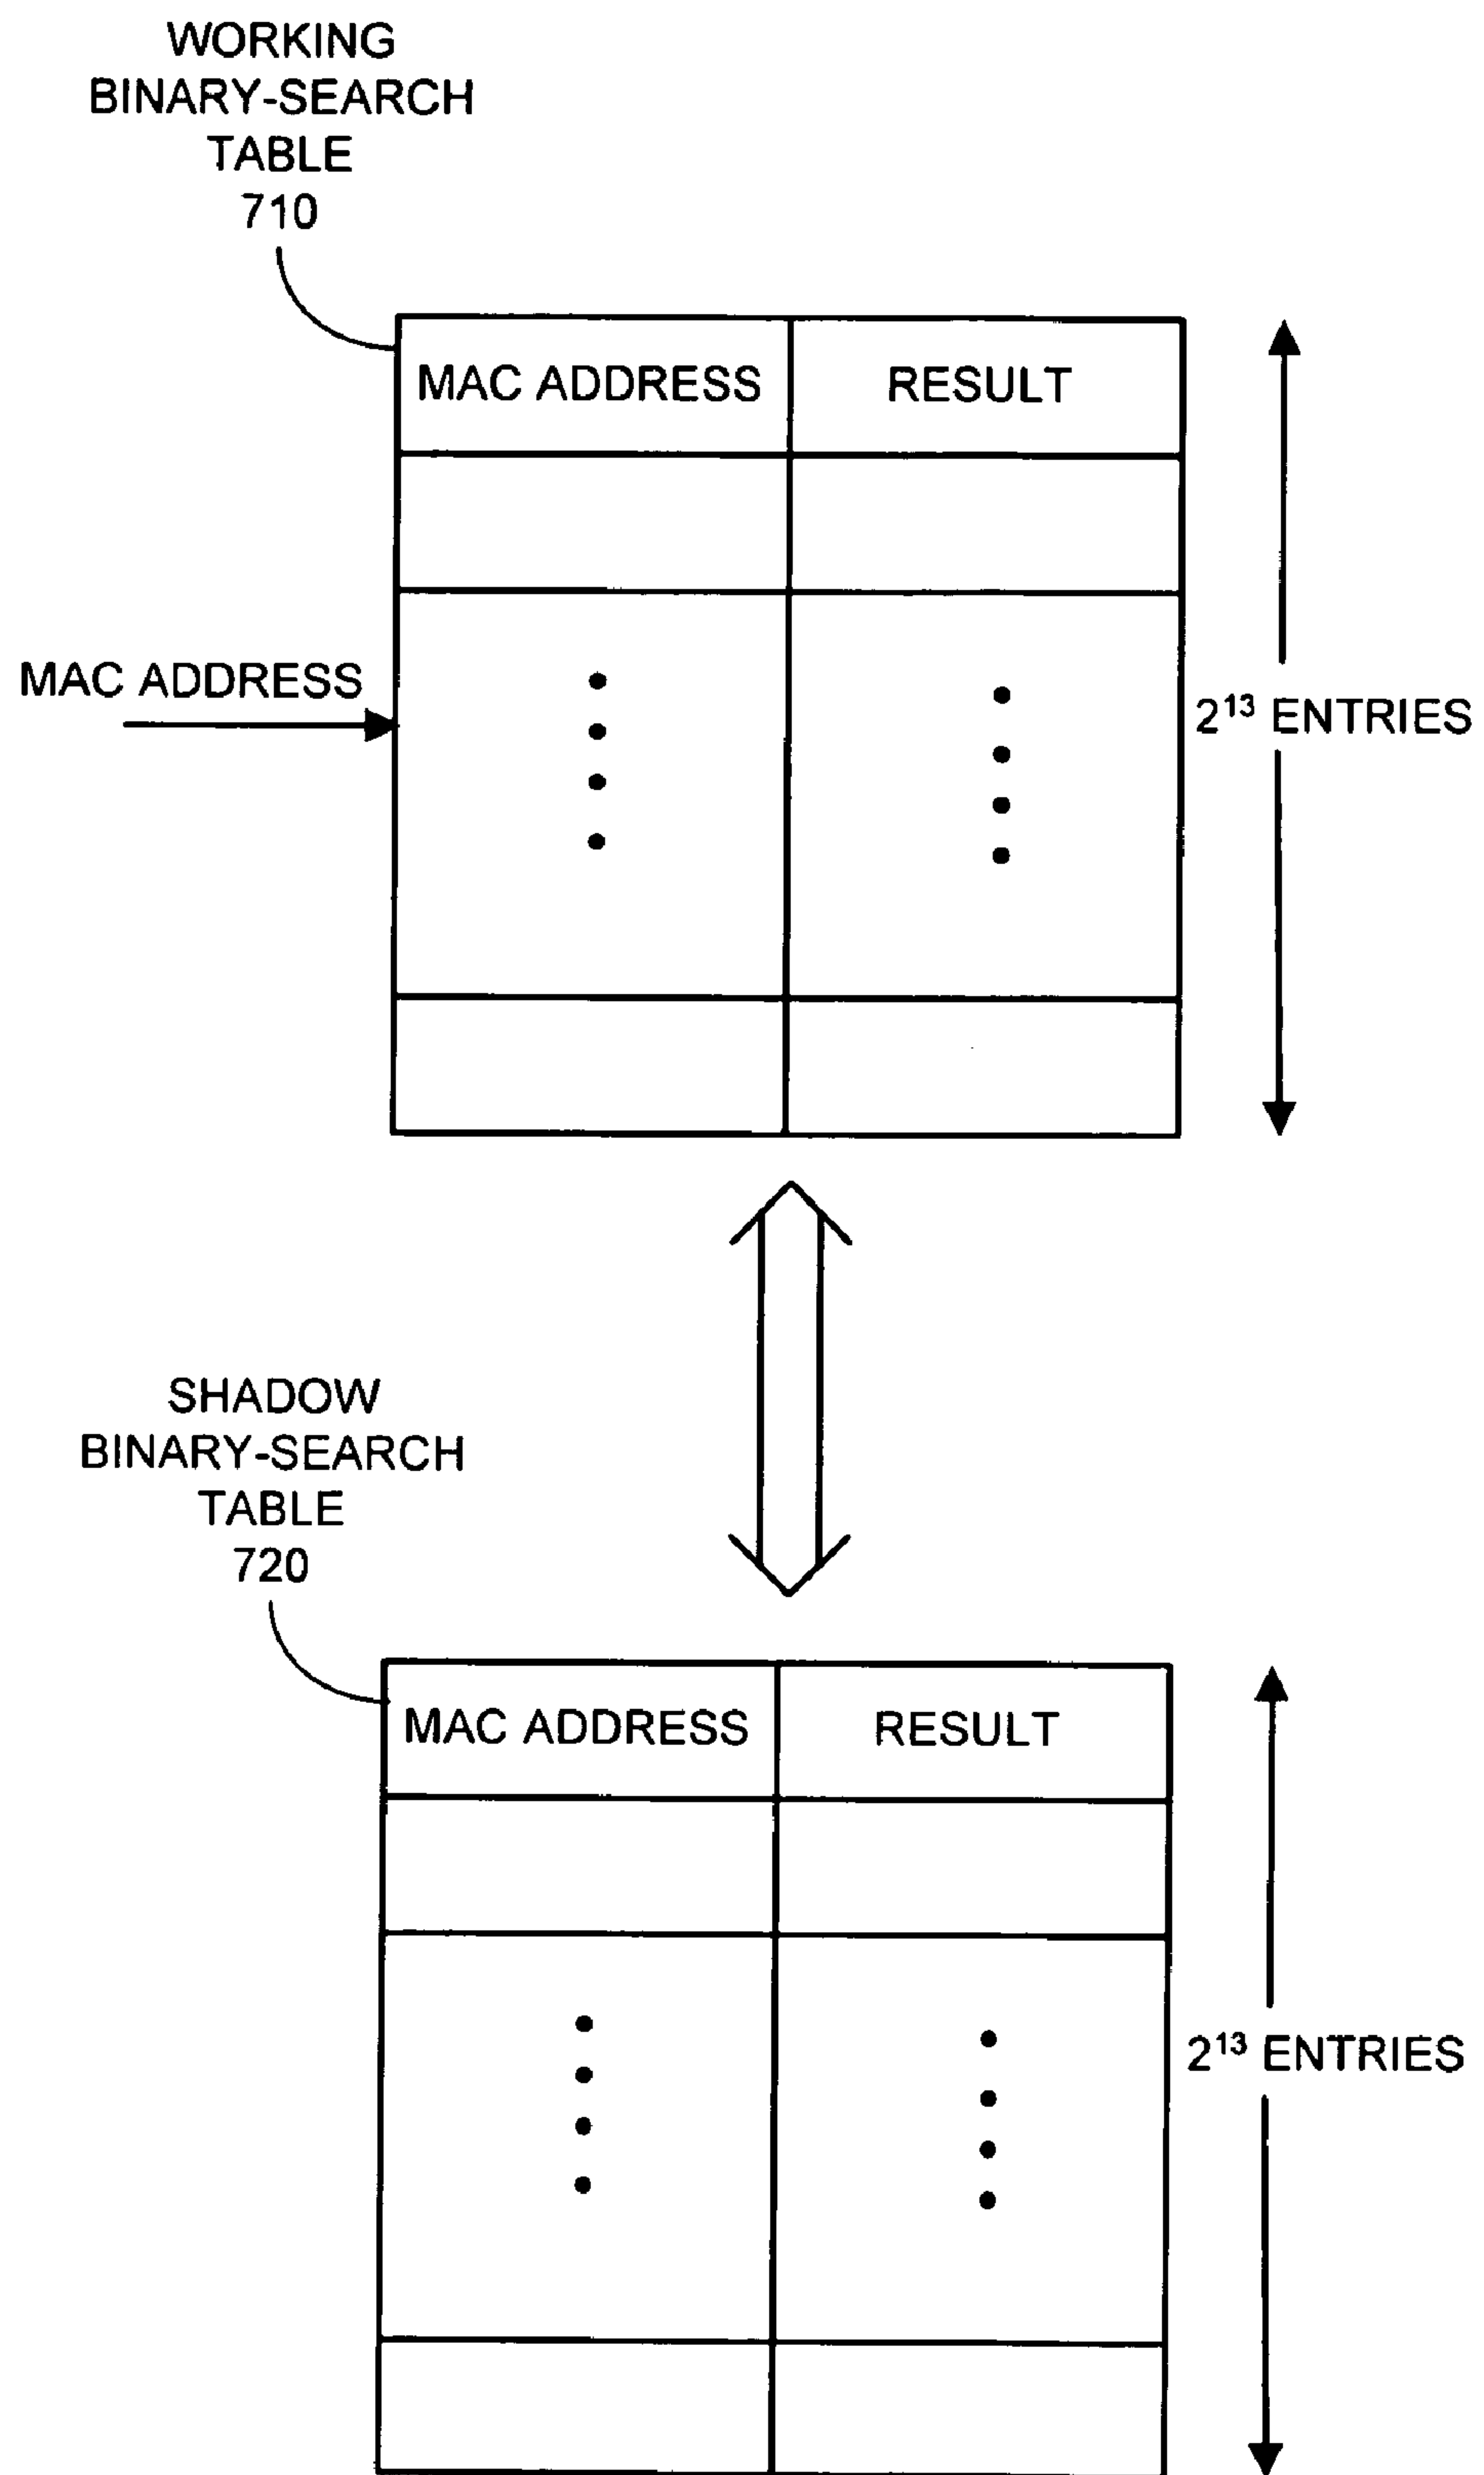 WORKING
BINARY-SEARCH
TABLE
710
MAC ADDRESS RESULT
MAC ADDRESS
2¹³ ENTRIES
SHADOW
BINARY-SEARCH
TABLE
720
MAC ADDRESS RESULT
2¹³ ENTRIES